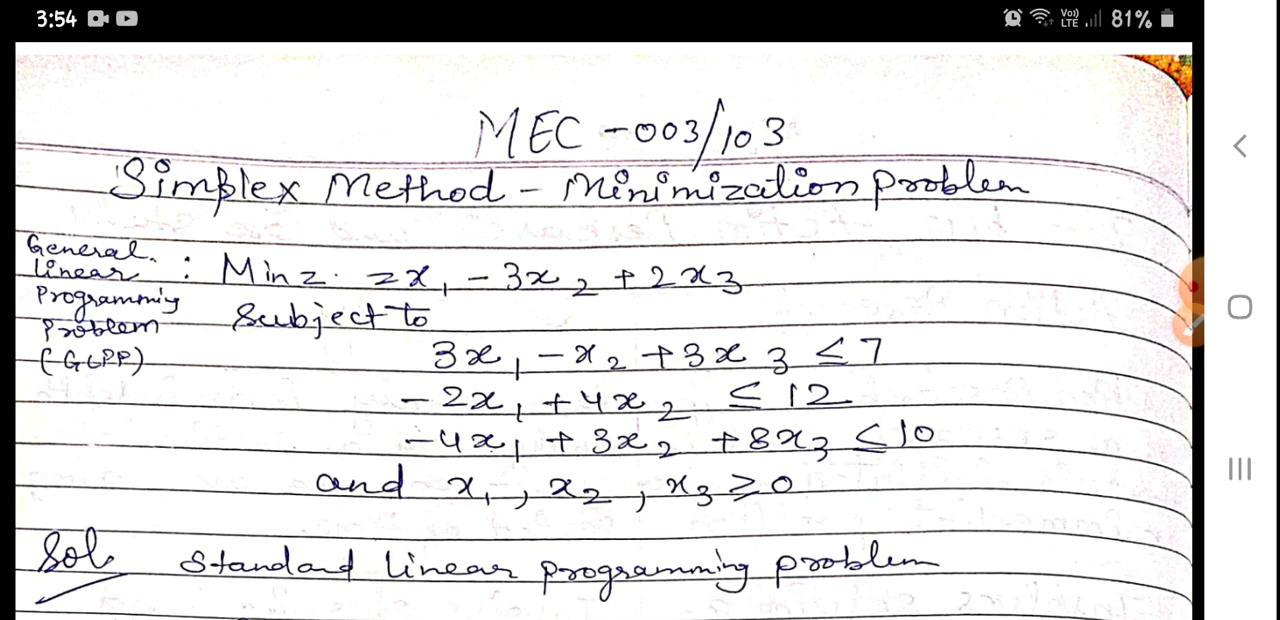 3:54 Vo) LTE 81%
MEC -003/103
Simplex Method - Minimization problem
General Linear Programming Problem (-GLPP) : Min z. = x₁ - 3x₂ + 2x₃
Subject to
3x₁ - x₂ + 3x₃ ≤ 7
- 2x₁ + 4x₂ ≤ 12
- 4x₁ + 3x₂ + 8x₃ ≤ 10
and x₁, x₂, x₃ ≥ 0
Sol. Standard linear programming problem